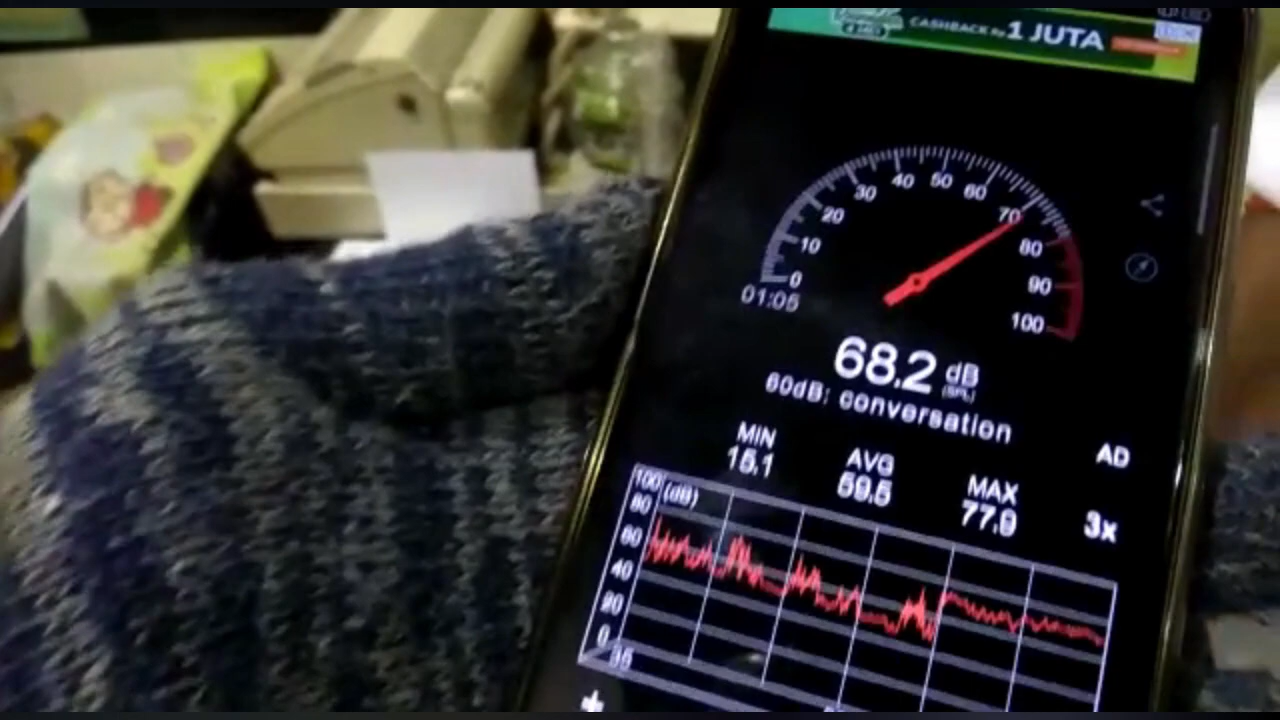 CASHBACK Rp 1 JUTA
0 10 20 30 40 50 60 70 80 90 100
01:05
68.2 dB
(SPL)
60dB: conversation
MIN AVG MAX AD
15.1 59.5 77.9 3x
100 (dB)
80
60
40
20
0